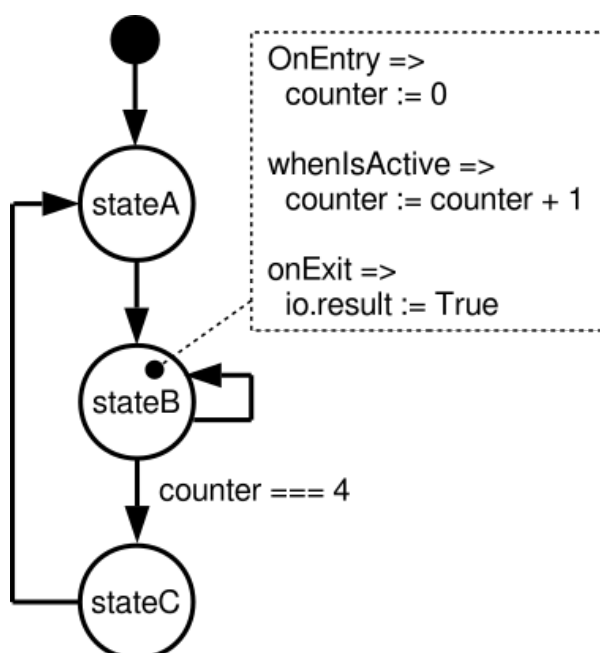 OnEntry =>
counter := 0
whenIsActive =>
counter := counter + 1
onExit =>
io.result := True
stateA
stateB
counter === 4
stateC